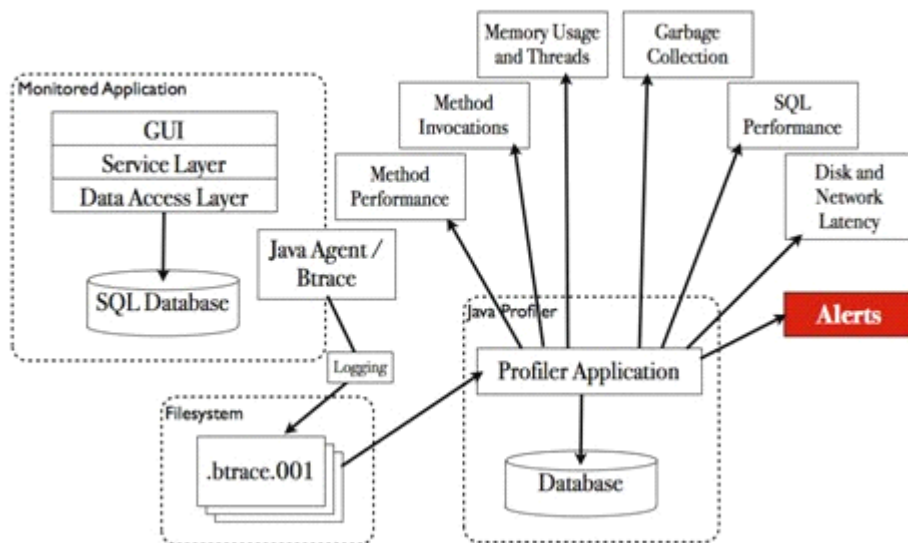 Memory Usage
and Threads
Garbage
Collection
Monitored Application
Method
Invocations
SQL
Performance
GUI
Service Layer
Data Access Layer
Method
Performance
Disk and
Network
Latency
Java Agent /
Btrace
SQL Database
Java Profiler
Alerts
Logging
Profiler Application
Filesystem
.btrace.001
Database